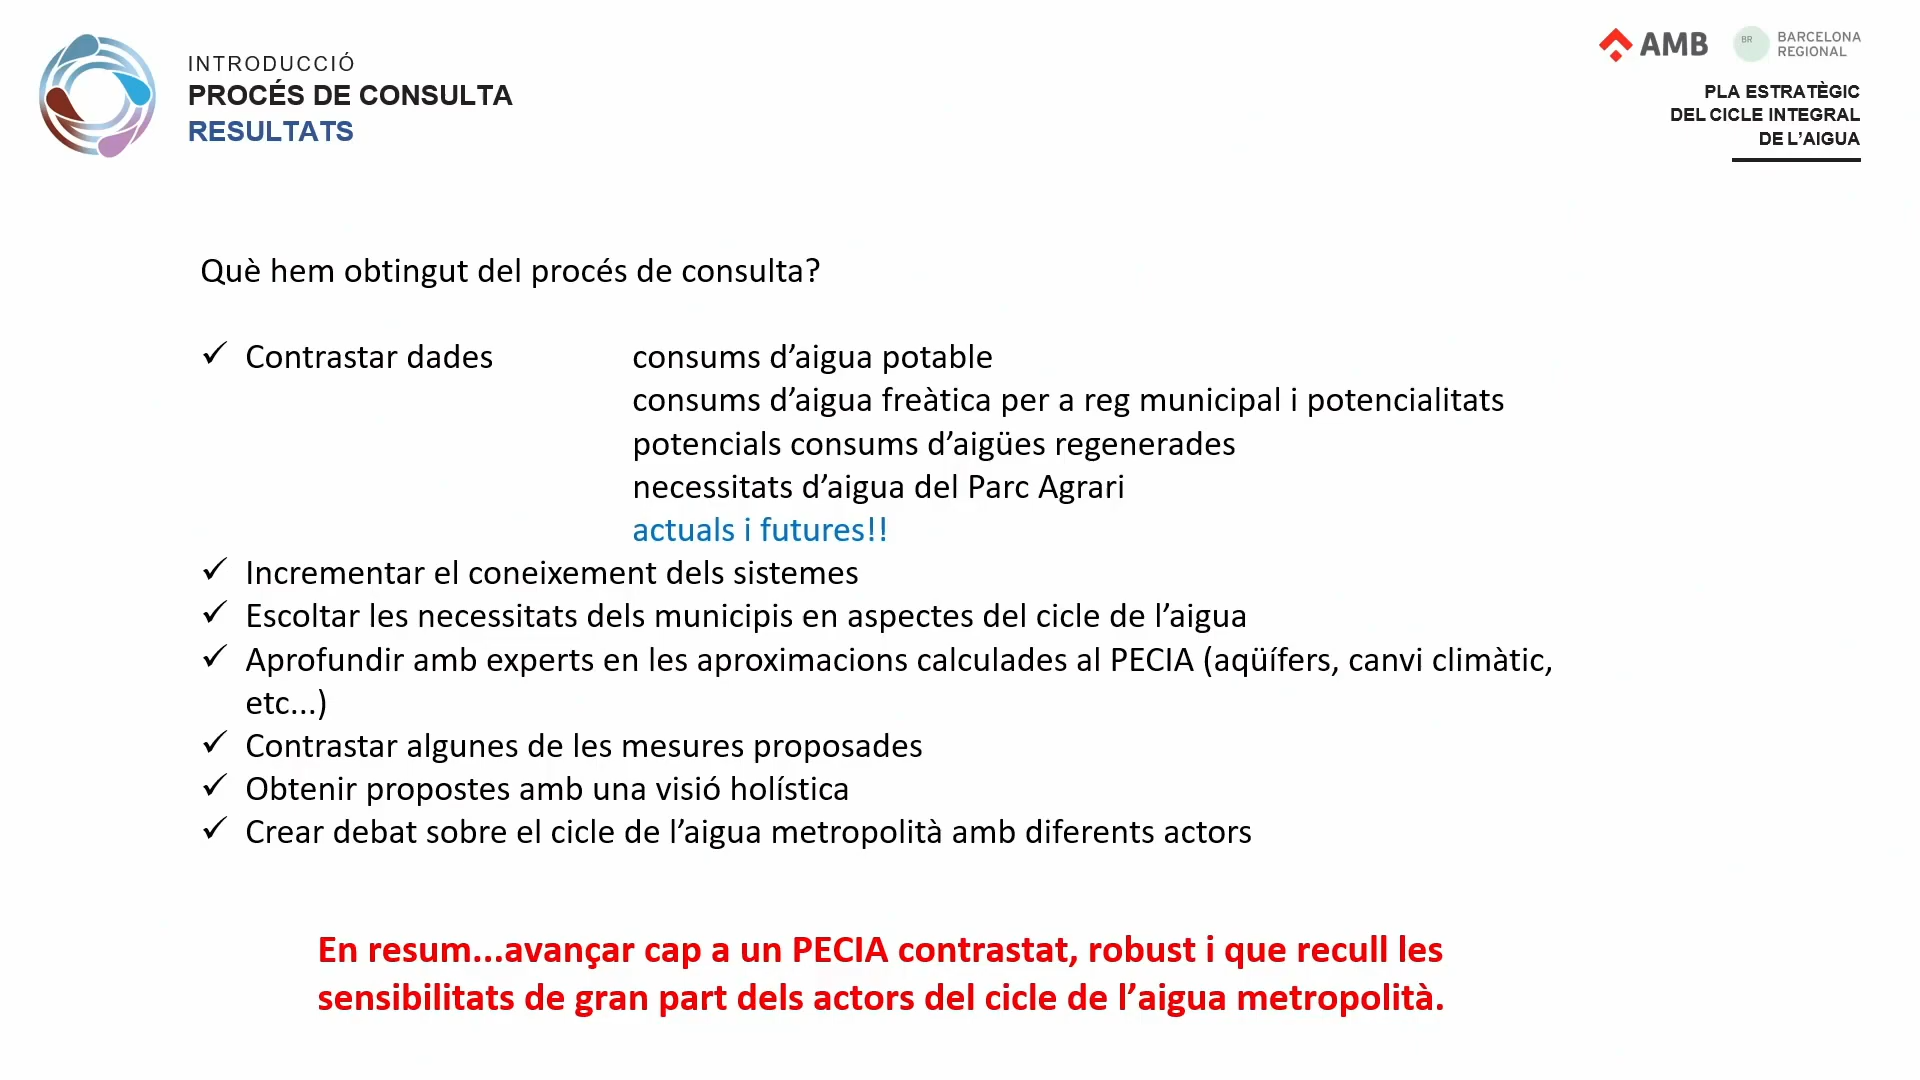 INTRODUCCIÓ
PROCÉS DE CONSULTA
RESULTATS
AMB
BR
BARCELONA
REGIONAL
PLA ESTRATÈGIC
DEL CICLE INTEGRAL
DE L’AIGUA
Què hem obtingut del procés de consulta?
✓ Contrastar dades consums d’aigua potable
consums d’aigua freàtica per a reg municipal i potencialitats
potencials consums d’aigües regenerades
necessitats d’aigua del Parc Agrari
actuals i futures!!
✓ Incrementar el coneixement dels sistemes
✓ Escoltar les necessitats dels municipis en aspectes del cicle de l’aigua
✓ Aprofundir amb experts en les aproximacions calculades al PECIA (aqüífers, canvi climàtic,
etc...)
✓ Contrastar algunes de les mesures proposades
✓ Obtenir propostes amb una visió holística
✓ Crear debat sobre el cicle de l’aigua metropolità amb diferents actors
En resum...avançar cap a un PECIA contrastat, robust i que recull les
sensibilitats de gran part dels actors del cicle de l’aigua metropolità.